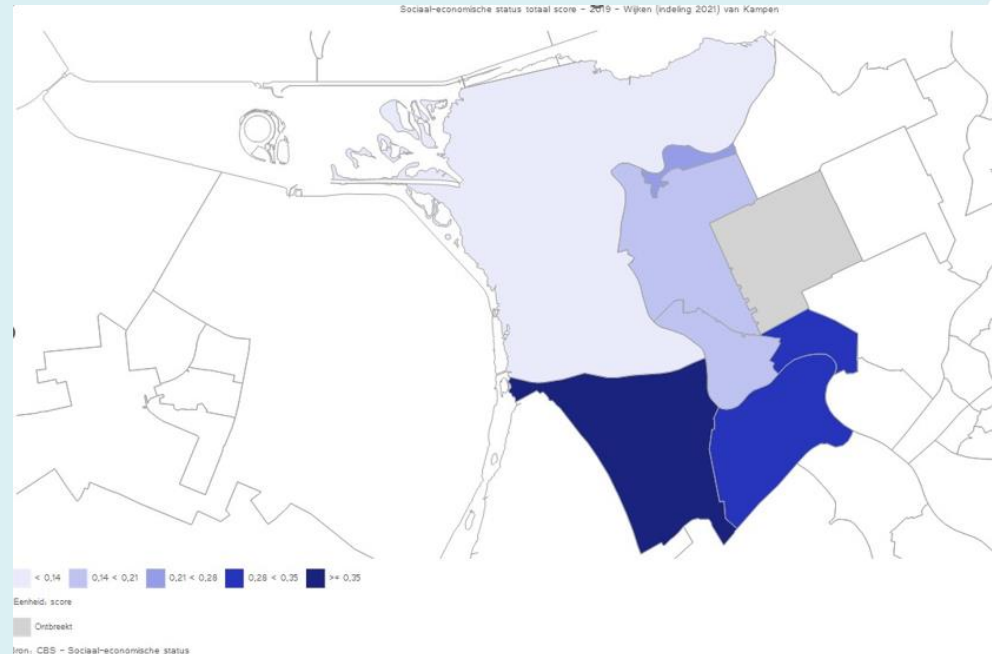 Sociaal-economische status totaal score - 2019 - Wijken (indeling 2021) van Kampen
< 0,14 0,14 < 0,21 0,21 < 0,28 0,28 < 0,35 >= 0,35
Eenheid: score
Ontbreekt
ron: CBS - Sociaal-economische status